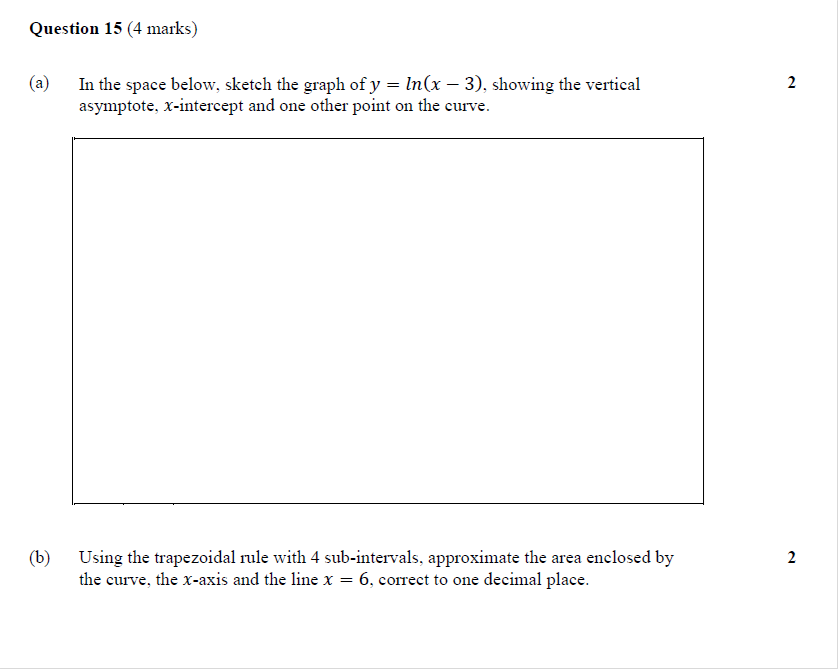 Question 15 (4 marks)
(a) In the space below, sketch the graph of y = ln(x − 3), showing the vertical 2
asymptote, x-intercept and one other point on the curve.
(b) Using the trapezoidal rule with 4 sub-intervals, approximate the area enclosed by 2
the curve, the x-axis and the line x = 6, correct to one decimal place.